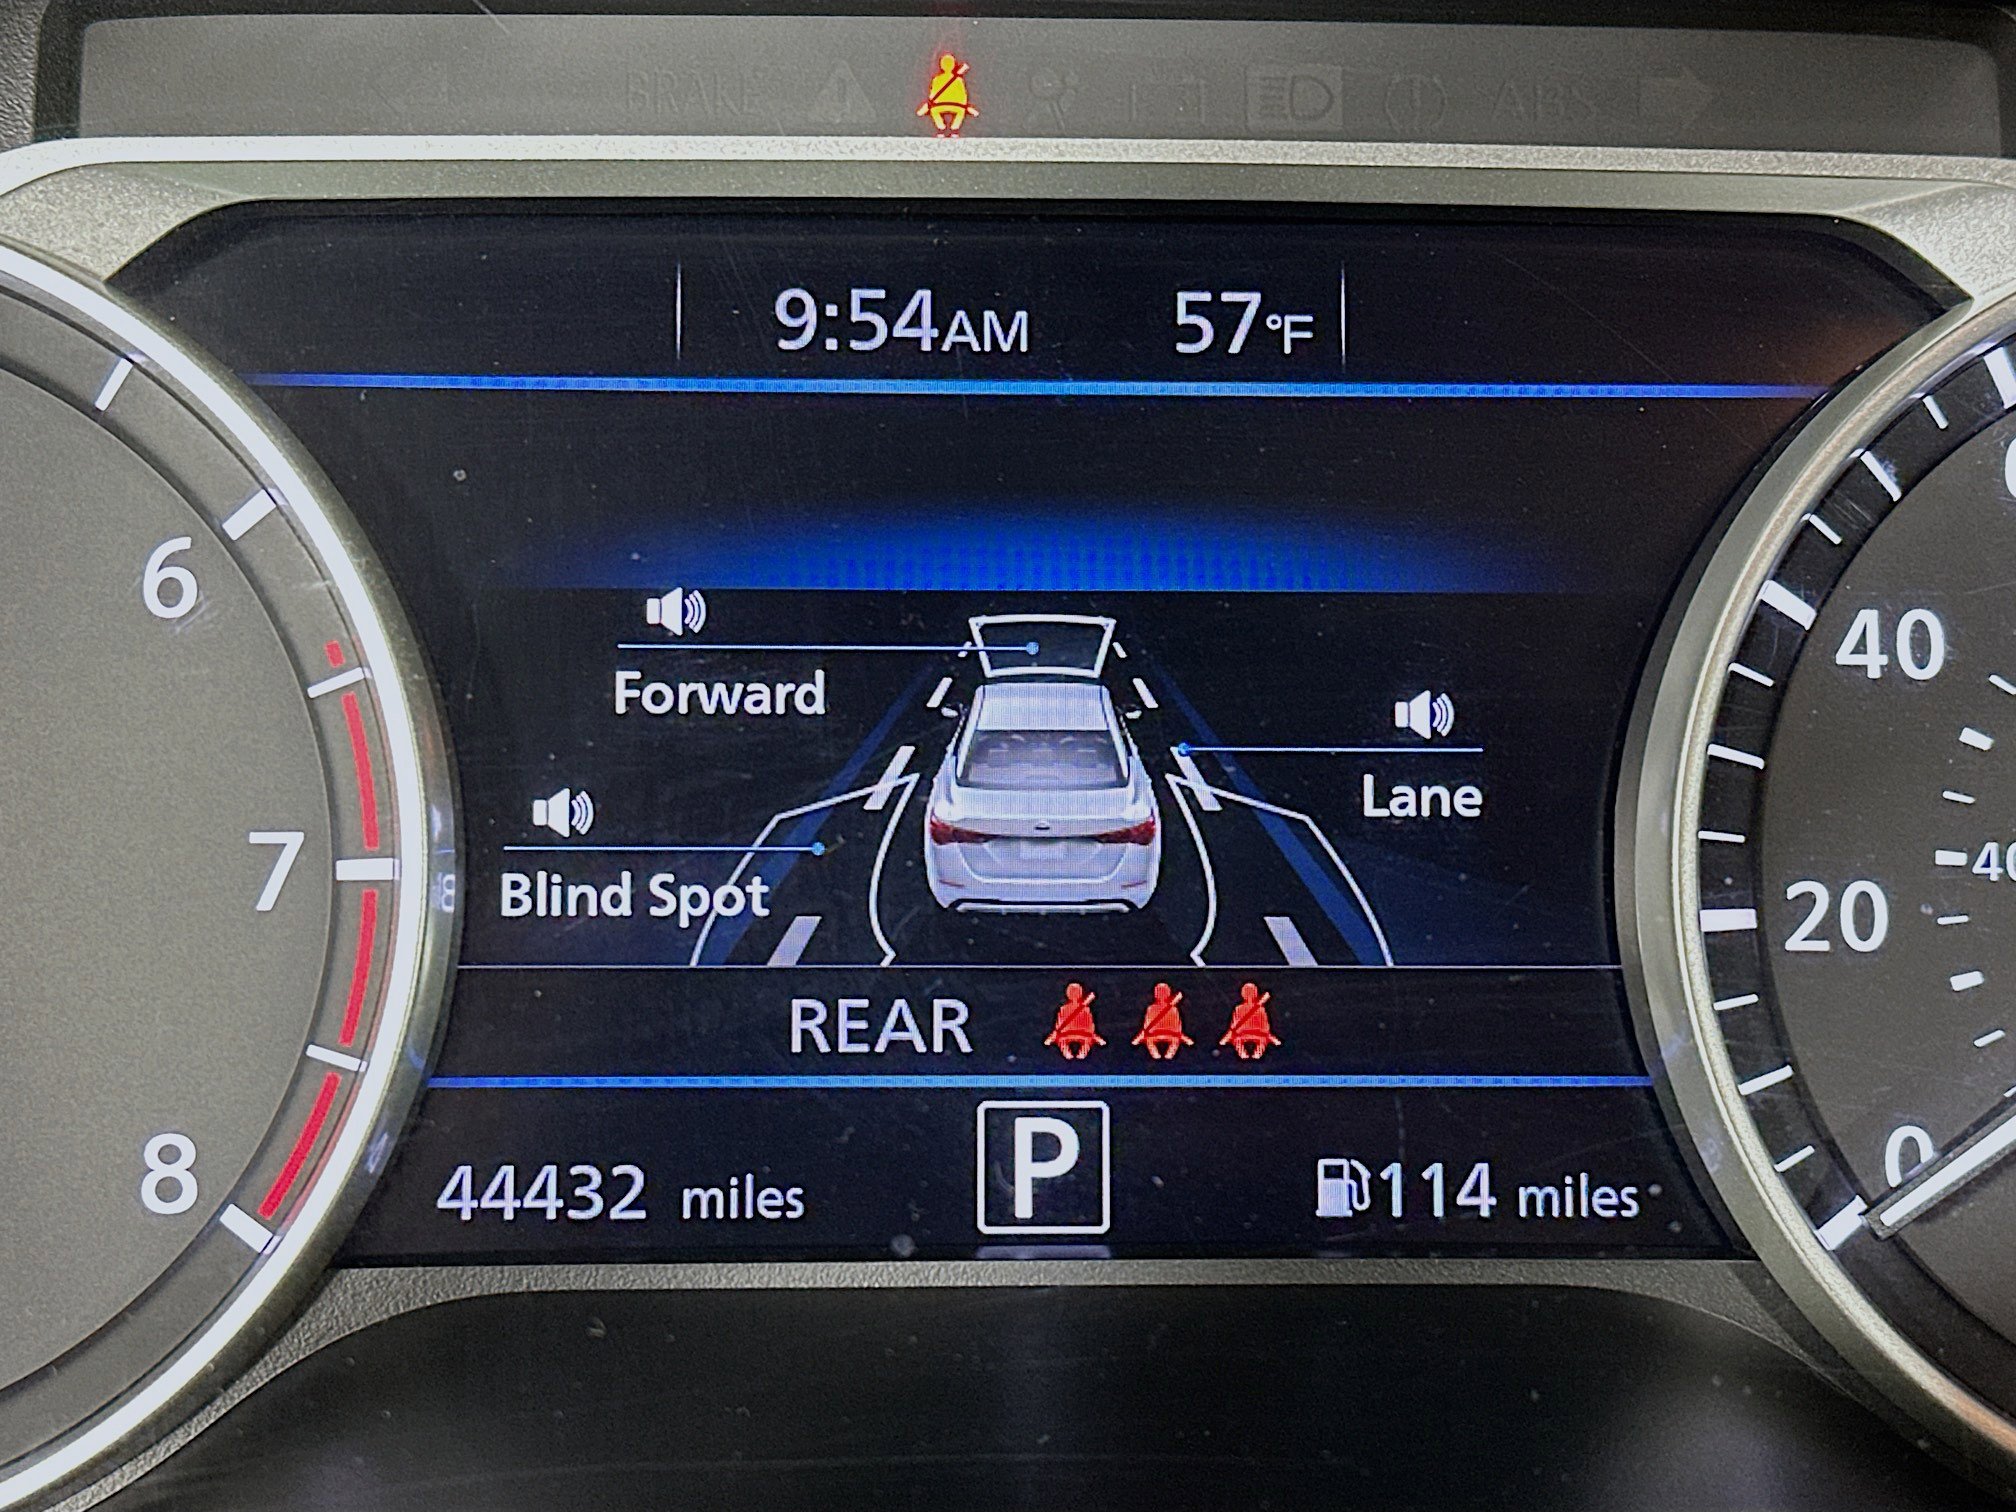 BRAKE ABS
9:54AM 57°F
Forward
Lane
Blind Spot
REAR
P
44432 miles 114 miles
6
7
8
40
20
0
40